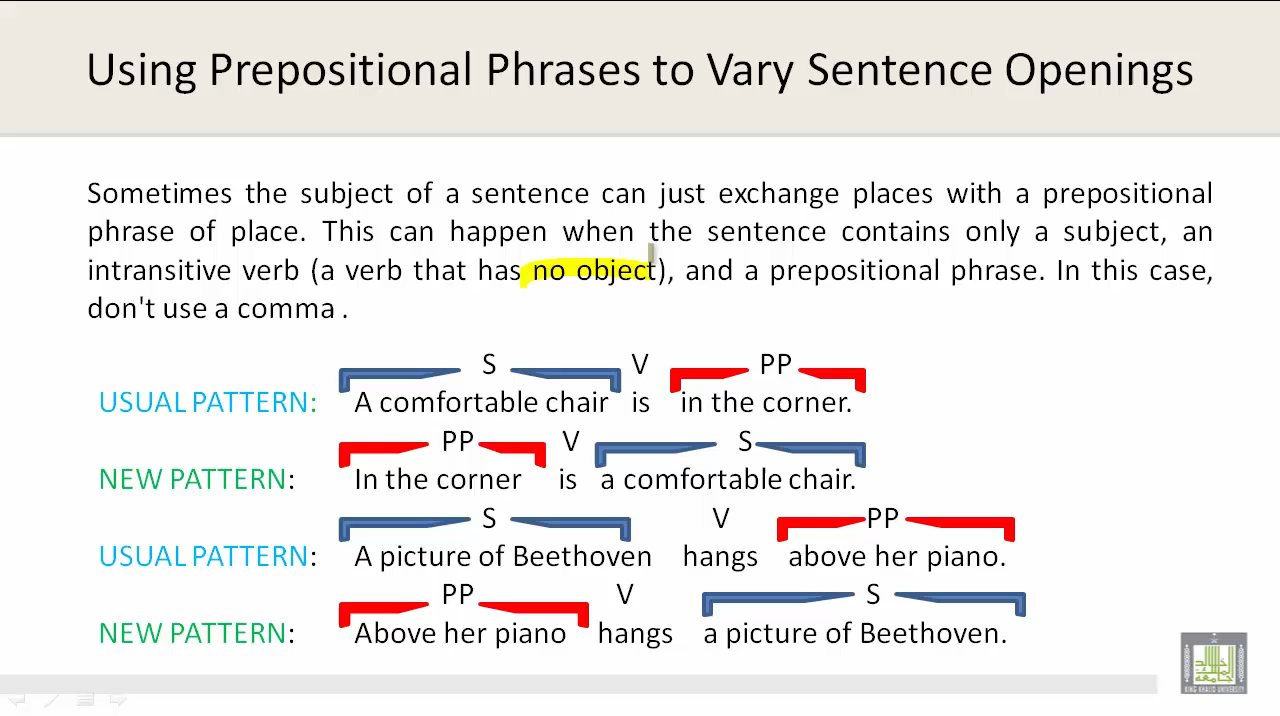 Using Prepositional Phrases to Vary Sentence Openings
Sometimes the subject of a sentence can just exchange places with a prepositional
phrase of place. This can happen when the sentence contains only a subject, an
intransitive verb (a verb that has no object), and a prepositional phrase. In this case,
don't use a comma .
S V PP
USUAL PATTERN: A comfortable chair is in the corner.
PP V S
NEW PATTERN: In the corner is a comfortable chair.
S V PP
USUAL PATTERN: A picture of Beethoven hangs above her piano.
PP V S
NEW PATTERN: Above her piano hangs a picture of Beethoven.
KING KHALID UNIVERSITY